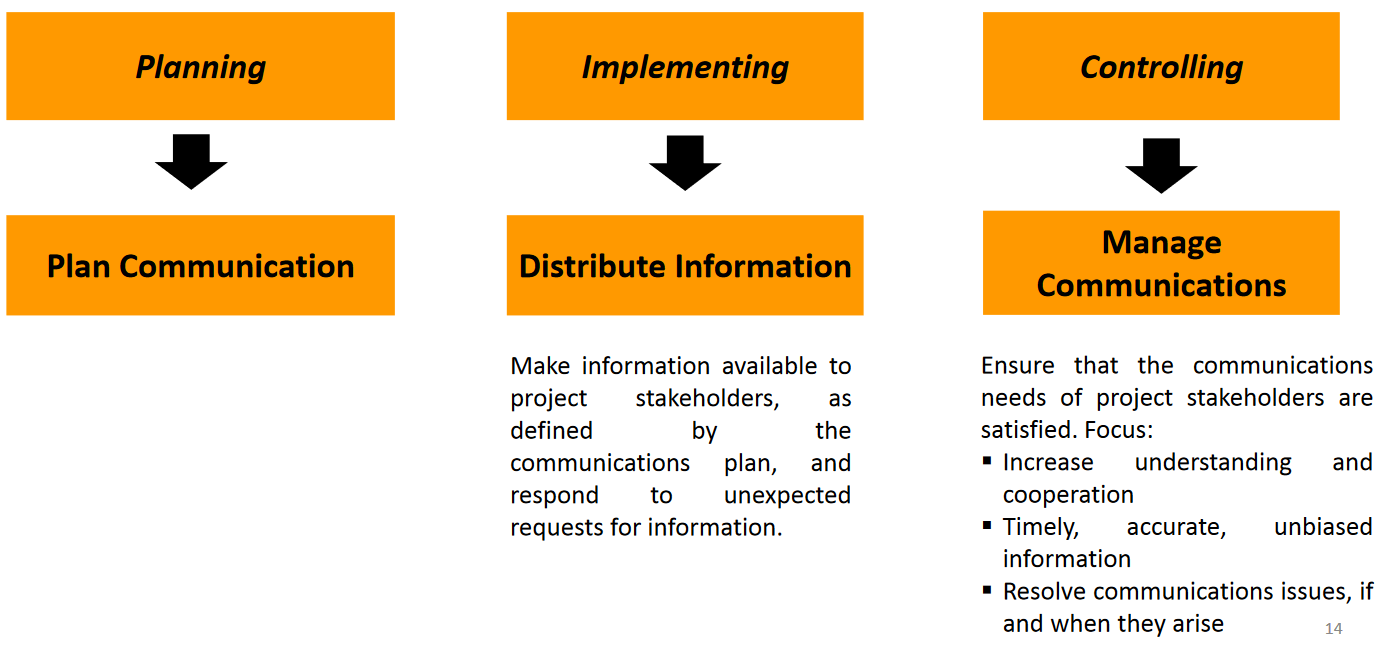 Planning
Plan Communication
Implementing
Distribute Information
Make information available to
project stakeholders, as
defined by the
communications plan, and
respond to unexpected
requests for information.
Controlling
Manage
Communications
Ensure that the communications
needs of project stakeholders are
satisfied. Focus:
▪ Increase understanding and
cooperation
▪ Timely, accurate, unbiased
information
▪ Resolve communications issues, if
and when they arise
14